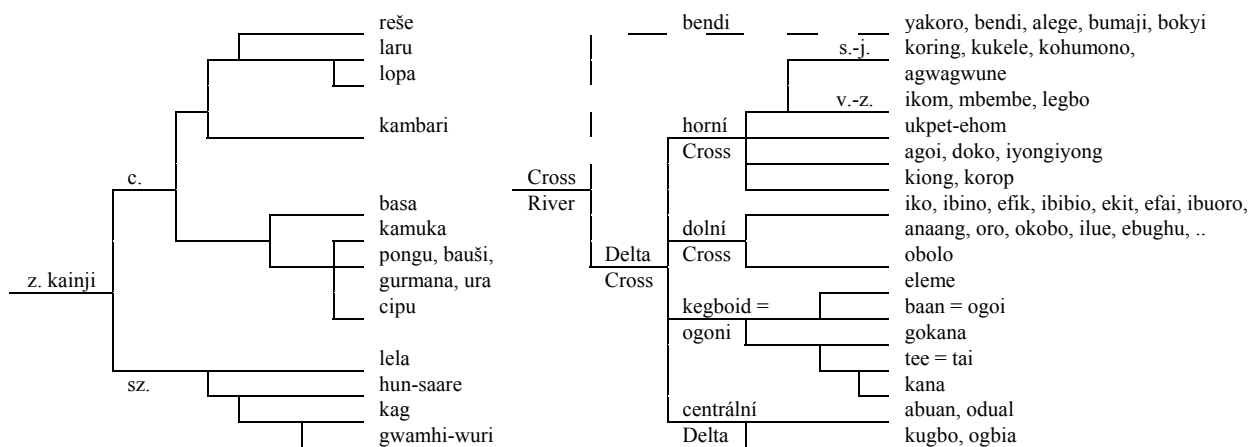 reše
laru
lopa
kambari
c.
basa
kamuka
pongu, bauši,
z. kainji
gurmana, ura
cipu
lela
sz.
hun-saare
kag
gwamhi-wuri
bendi
yakoro, bendi, alege, bumaji, bokyi
s.-j.
koring, kukele, kohumono,
agwagwune
v.-z.
ikom, mbembe, legbo
horní
ukpet-ehom
Cross
agoi, doko, iyongiyong
Cross
kiong, korop
River
iko, ibino, efik, ibibio, ekit, efai, ibuoro,
dolní
anaang, oro, okobo, ilue, ebughu, ..
Delta
Cross
obolo
Cross
eleme
kegboid =
baan = ogoi
ogoni
gokana
tee = tai
kana
centrální
abuan, odual
Delta
kugbo, ogbia